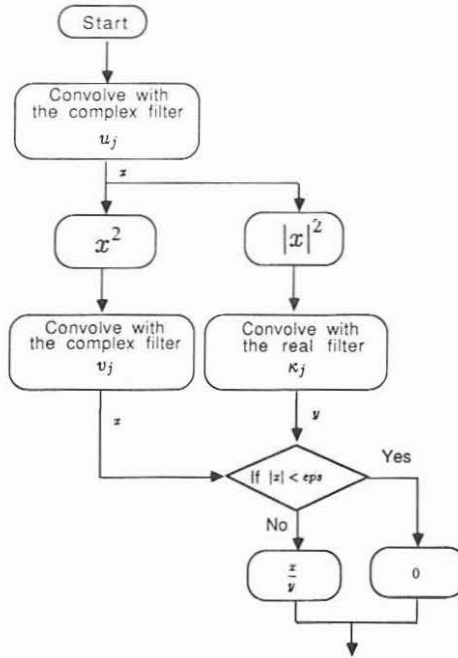 Start
Convolve with
the complex filter
u_j
x
x²
|x|²
Convolve with
the complex filter
v_j
Convolve with
the real filter
κ_j
y
If |x| < eps
Yes
No
x/y
0